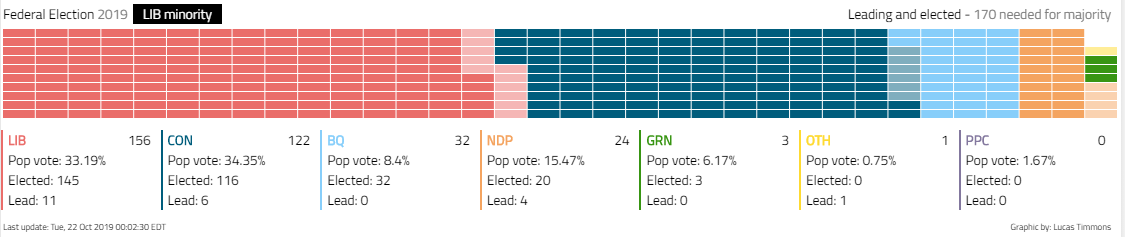 Federal Election 2019 LIB minority Leading and elected - 170 needed for majority
LIB 156 CON 122 BQ 32 NDP 24 GRN 3 OTH 1 PPC 0
Pop vote: 33.19% Pop vote: 34.35% Pop vote: 8.4% Pop vote: 15.47% Pop vote: 6.17% Pop vote: 0.75% Pop vote: 1.67%
Elected: 145 Elected: 116 Elected: 32 Elected: 20 Elected: 3 Elected: 0 Elected: 0
Lead: 11 Lead: 6 Lead: 0 Lead: 4 Lead: 0 Lead: 1 Lead: 0
Last update: Tue, 22 Oct 2019 00:02:30 EDT Graphic by: Lucas Timmons